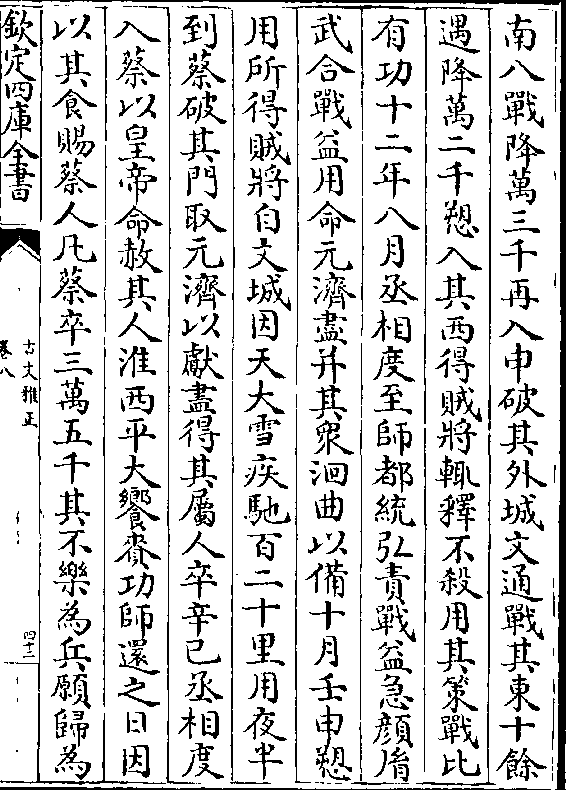 南八戰降萬三千再入申破其外城文通戰其東十餘
遇降萬二千愬入其西得賊將輒釋不殺用其策戰比
有功十二年八月丞相度至師都統弘責戰益急顔𦙍
武合戰益用命元濟盡并其衆洄曲以備十月壬申愬
用所得賊將自文城因天大雪疾馳百二十里用夜半
到蔡破其門取元濟以獻盡得其屬人卒辛巳丞相度
入蔡以皇帝命赦其人淮西平大饗賚功師還之日因
以其食賜蔡人凡蔡卒三萬五千其不樂為兵願歸為
欽定四庫全書
古文雅正
卷八
四十三